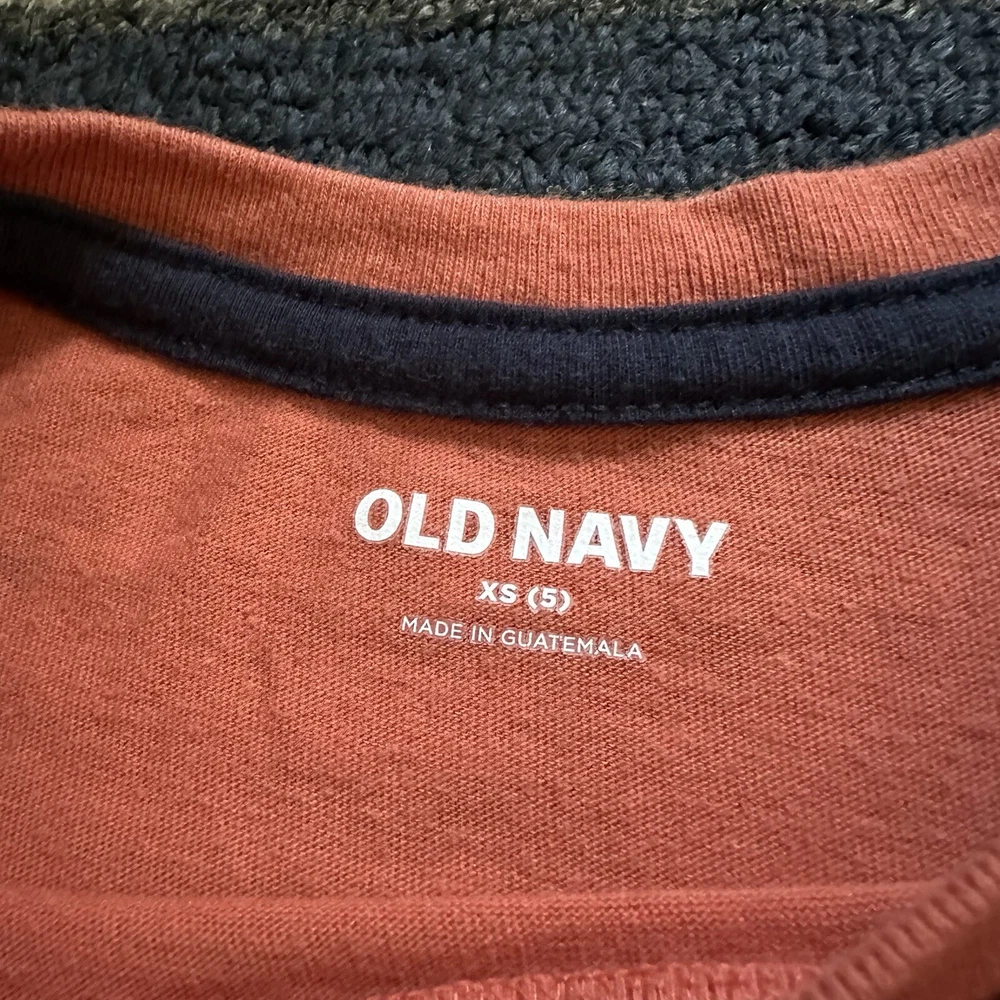 OLD NAVY
XS (5)
MADE IN GUATEMALA